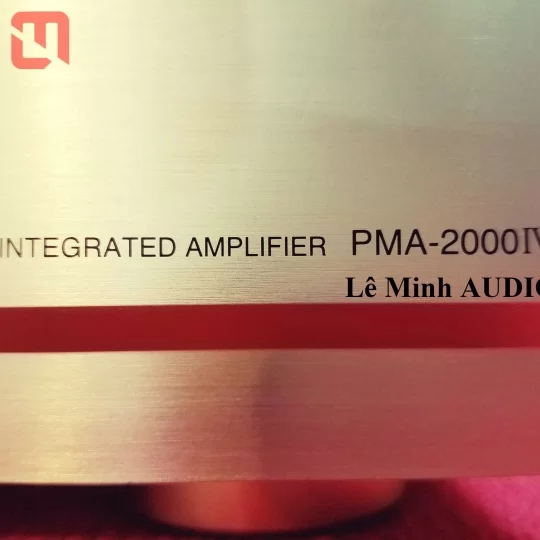 INTEGRATED AMPLIFIER PMA-2000IV
Lê Minh AUDIO